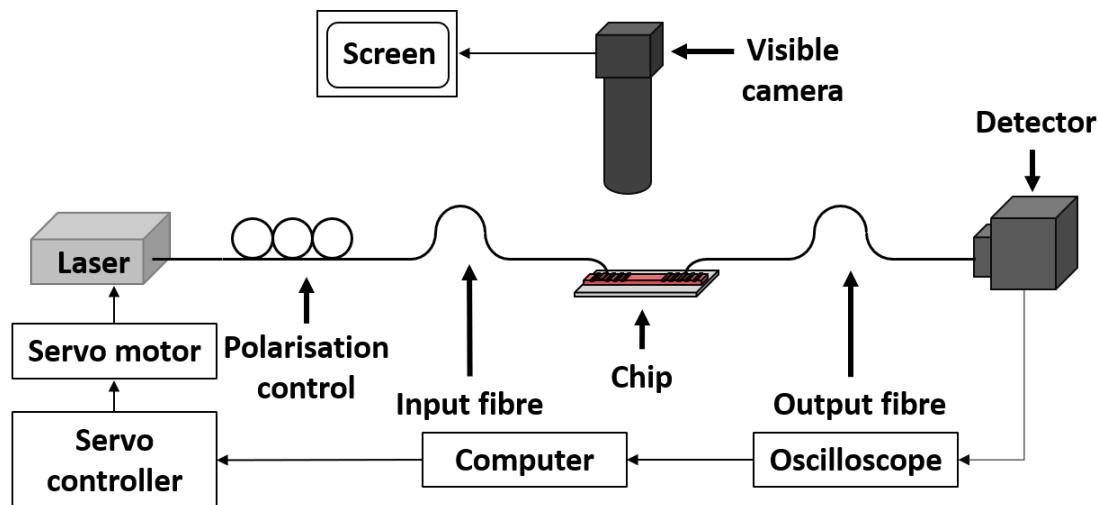 Screen
Visible
camera
Detector
Laser
Servo motor
Polarisation
control
Input fibre
Chip
Output fibre
Servo
controller
Computer
Oscilloscope